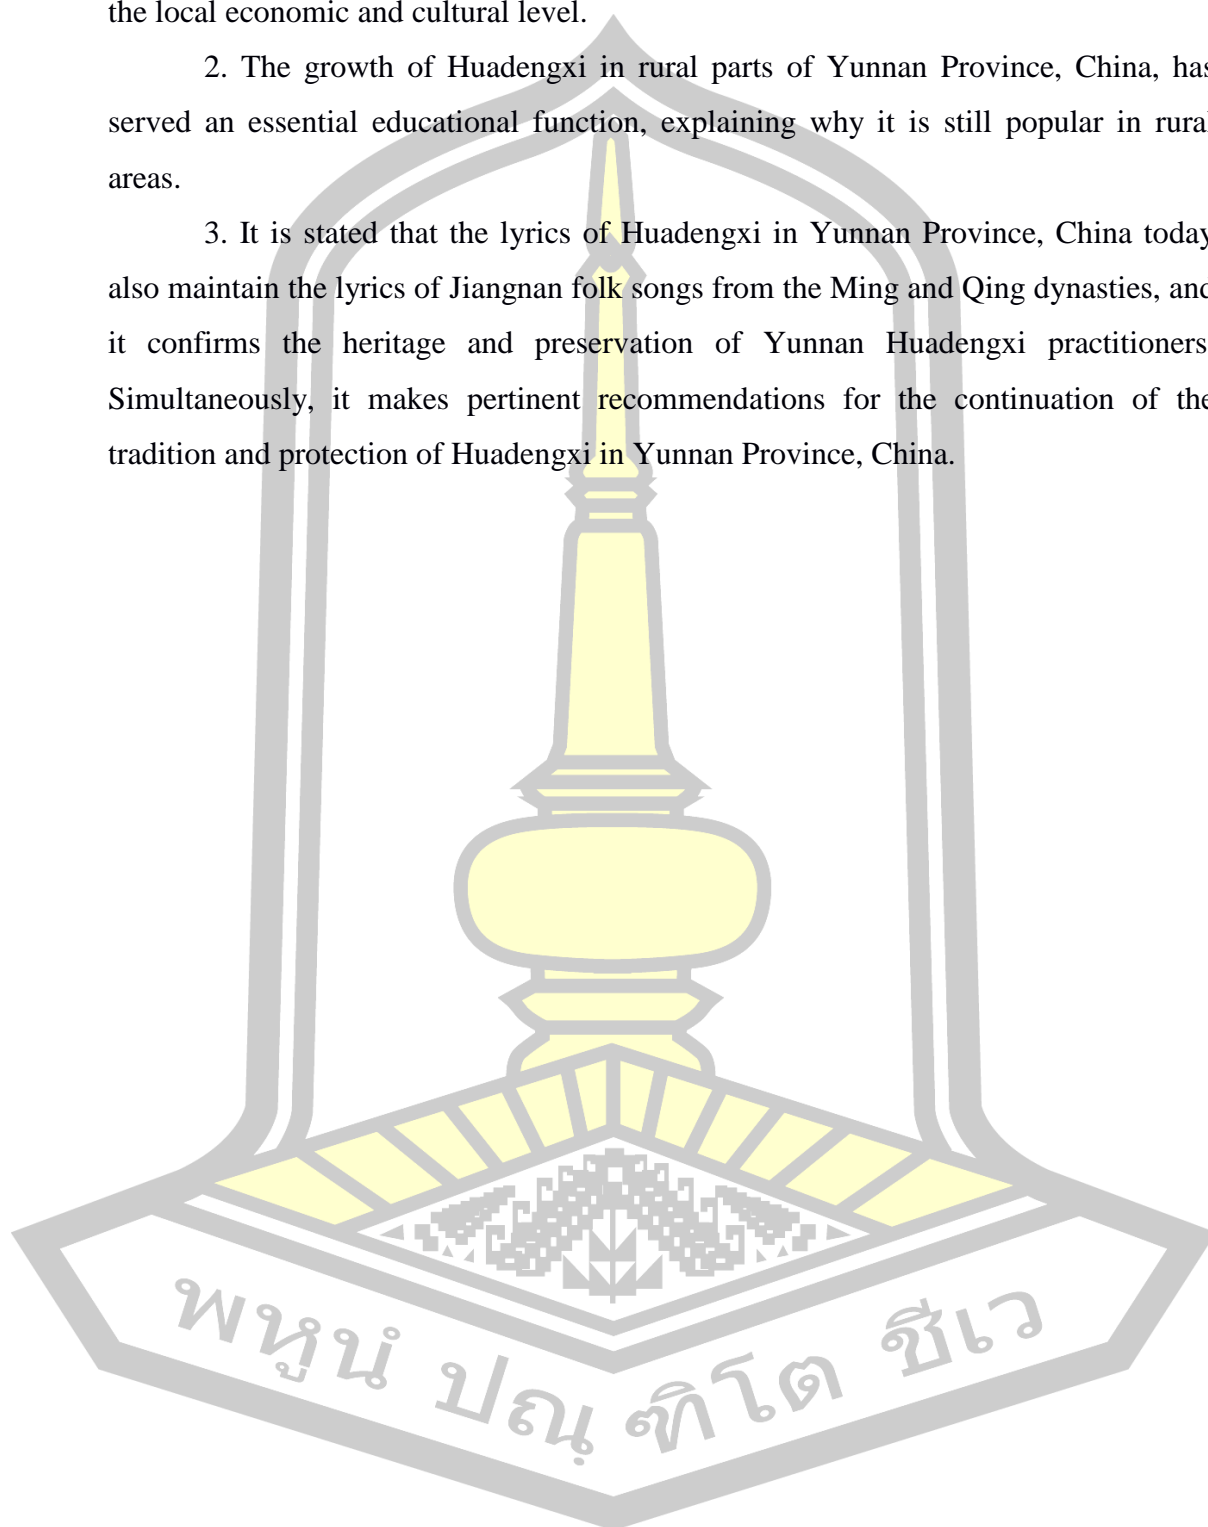 the local economic and cultural level.
2. The growth of Huadengxi in rural parts of Yunnan Province, China, has
served an essential educational function, explaining why it is still popular in rural
areas.
3. It is stated that the lyrics of Huadengxi in Yunnan Province, China today
also maintain the lyrics of Jiangnan folk songs from the Ming and Qing dynasties, and
it confirms the heritage and preservation of Yunnan Huadengxi practitioners
Simultaneously, it makes pertinent recommendations for the continuation of the
tradition and protection of Huadengxi in Yunnan Province, China.
พหูนํ ปณฺฑิโต ชีเว